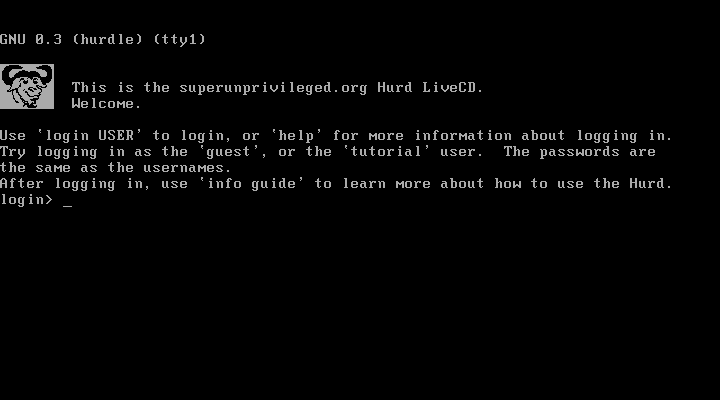 GNU 0.3 (hurdle) (tty1)
This is the superunprivileged.org Hurd LiveCD.
Welcome.
Use `login USER' to login, or `help' for more information about logging in.
Try logging in as the `guest', or the `tutorial' user.  The passwords are
the same as the usernames.
After logging in, use `info guide' to learn more about how to use the Hurd.
login> _